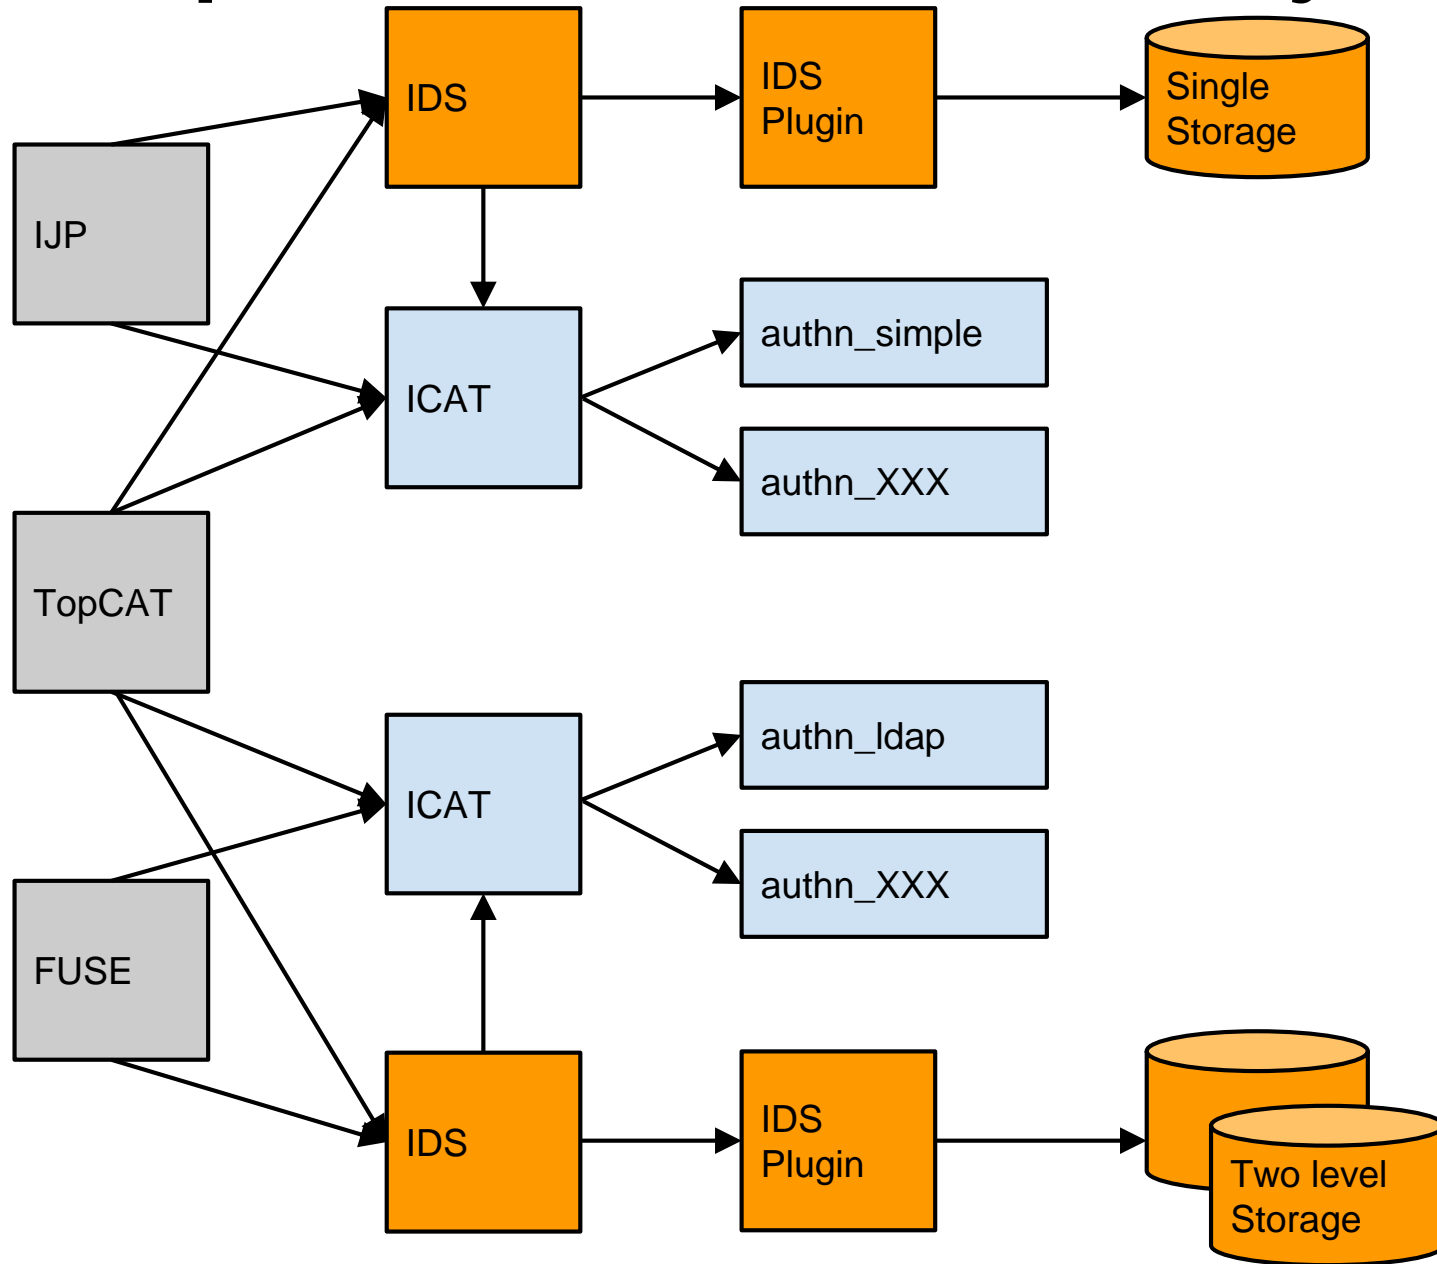 IDS
IDS
Plugin
Single
Storage
IJP
authn_simple
ICAT
authn_XXX
TopCAT
authn_ldap
ICAT
authn_XXX
FUSE
IDS
IDS
Plugin
Two level
Storage